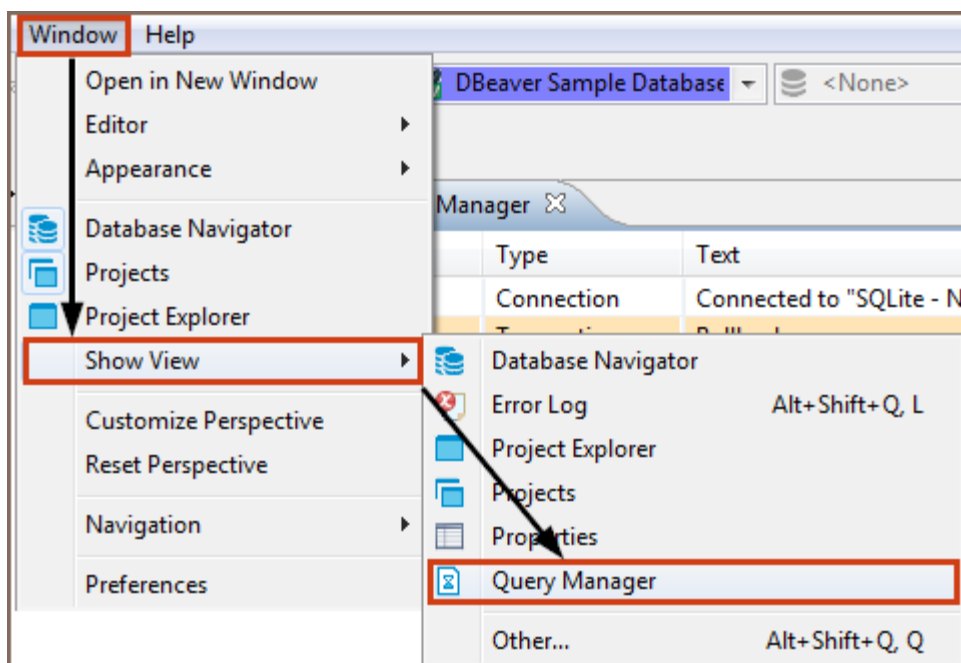 Window Help
Open in New Window
DBeaver Sample Database
<None>
Editor
Appearance
Manager
Database Navigator
Type Text
Projects
Connection Connected to "SQLite - N
Project Explorer
Show View
Database Navigator
Error Log Alt+Shift+Q, L
Customize Perspective
Project Explorer
Reset Perspective
Projects
Navigation
Properties
Preferences
Query Manager
Other... Alt+Shift+Q, Q